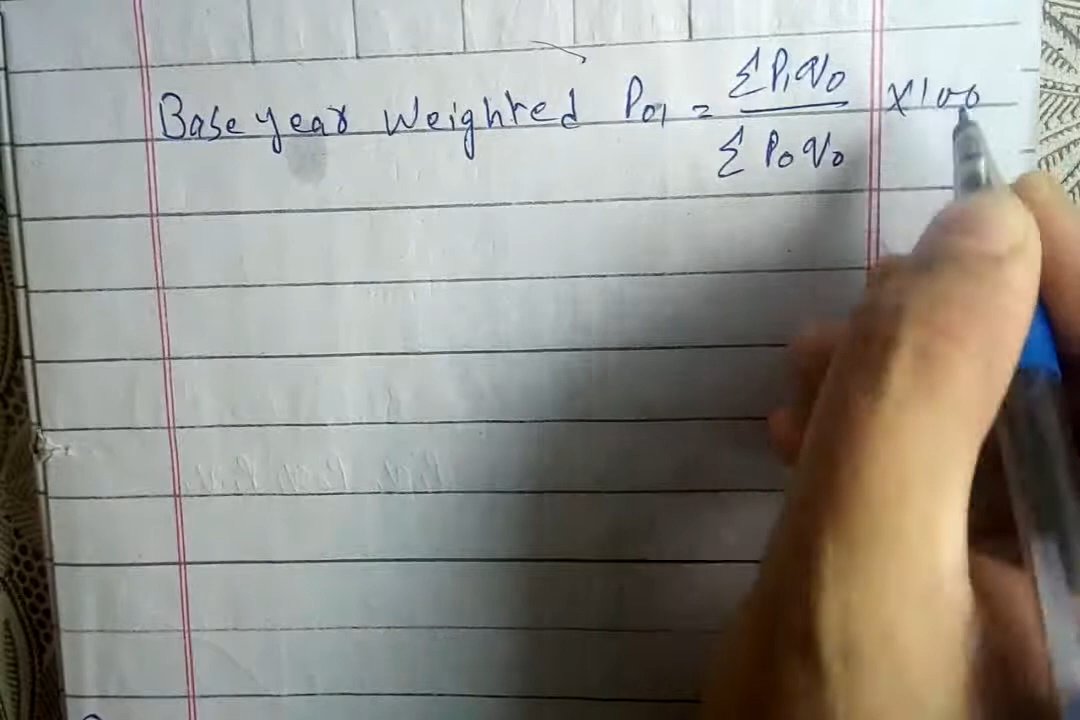 Base year Weighted P01 = ΣP1q0 / ΣP0q0 ×100